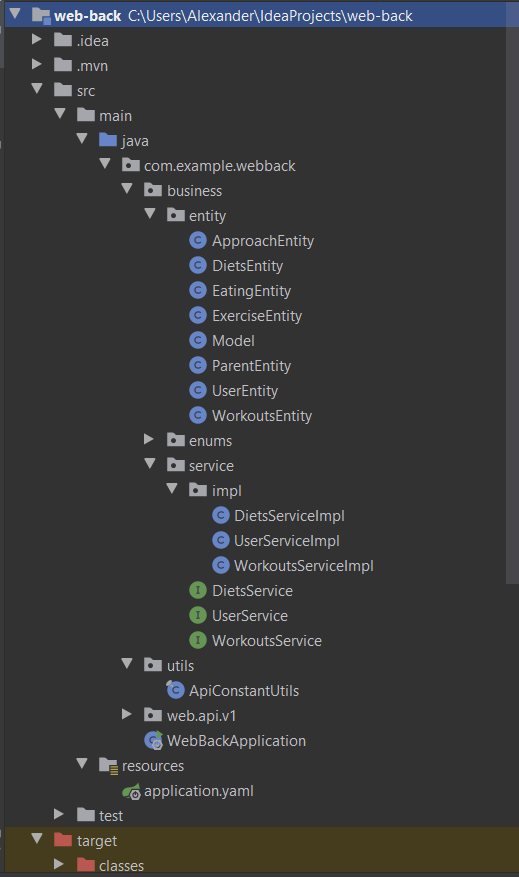 web-back C:\Users\Alexander\IdeaProjects\web-back
.idea
.mvn
src
main
java
com.example.webback
business
entity
ApproachEntity
DietsEntity
EatingEntity
ExerciseEntity
Model
ParentEntity
UserEntity
WorkoutsEntity
enums
service
impl
DietsServiceImpl
UserServiceImpl
WorkoutsServiceImpl
DietsService
UserService
WorkoutsService
utils
ApiConstantUtils
web.api.v1
WebBackApplication
resources
application.yaml
test
target
classes